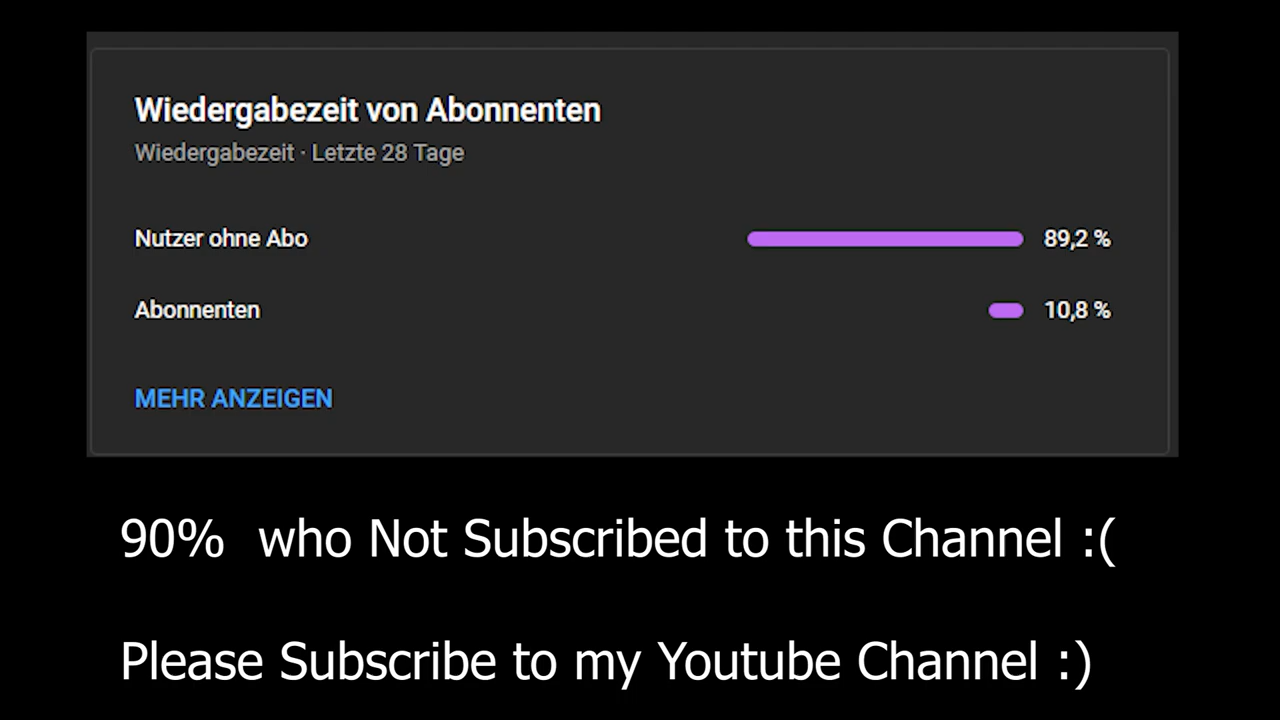 Wiedergabezeit von Abonnenten
Wiedergabezeit · Letzte 28 Tage
Nutzer ohne Abo 89,2 %
Abonnenten 10,8 %
MEHR ANZEIGEN
90% who Not Subscribed to this Channel :(
Please Subscribe to my Youtube Channel :)